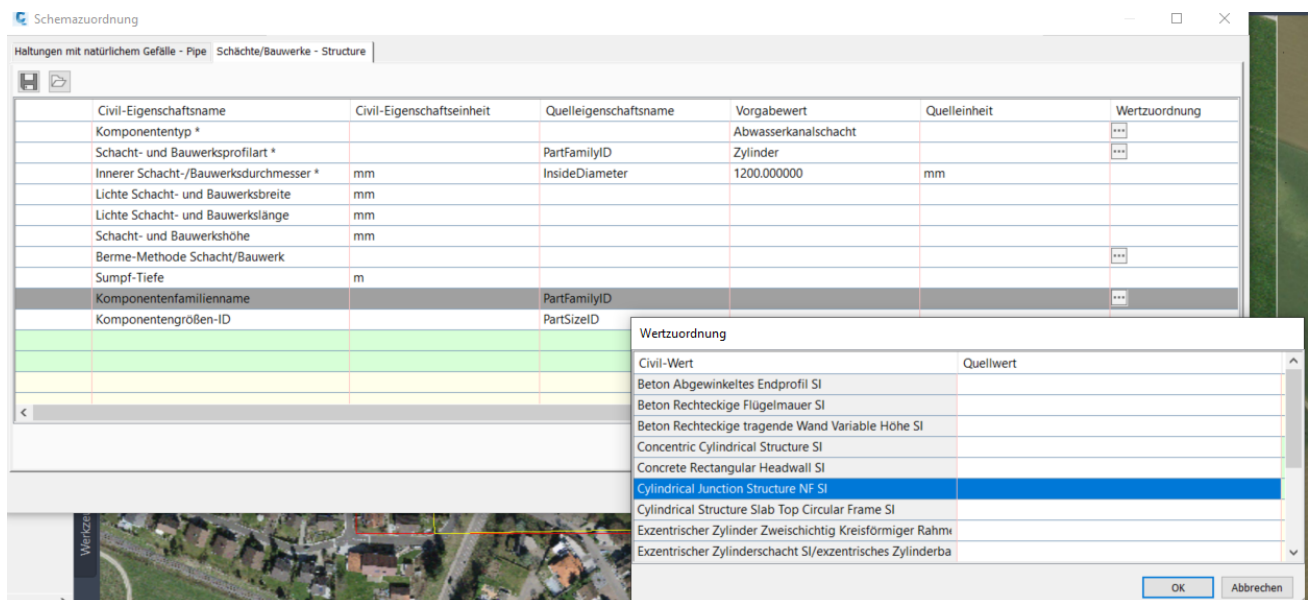 Schemazuordnung
Haltungen mit natürlichem Gefälle - Pipe Schächte/Bauwerke - Structure
Civil-Eigenschaftsname Civil-Eigenschaftseinheit Quelleigenschaftsname Vorgabewert Quelleinheit Wertzuordnung
Komponententyp * Abwasserkanalschacht ...
Schacht- und Bauwerksprofilart * PartFamilyID Zylinder ...
Innerer Schacht-/Bauwerksdurchmesser * mm InsideDiameter 1200.000000 mm
Lichte Schacht- und Bauwerksbreite mm
Lichte Schacht- und Bauwerkslänge mm
Schacht- und Bauwerkshöhe mm
Berme-Methode Schacht/Bauwerk ...
Sumpf-Tiefe m
Komponentenfamilienname PartFamilyID ...
Komponentengrößen-ID PartSizeID
Wertzuordnung
Civil-Wert Quellwert
Beton Abgewinkeltes Endprofil SI
Beton Rechteckige Flügelmauer SI
Beton Rechteckige tragende Wand Variable Höhe SI
Concentric Cylindrical Structure SI
Concrete Rectangular Headwall SI
Cylindrical Junction Structure NF SI
Cylindrical Structure Slab Top Circular Frame SI
Exzentrischer Zylinder Zweischichtig Kreisförmiger Rahme
Exzentrischer Zylinderschacht SI/exzentrisches Zylinderba
OK Abbrechen
Werkze